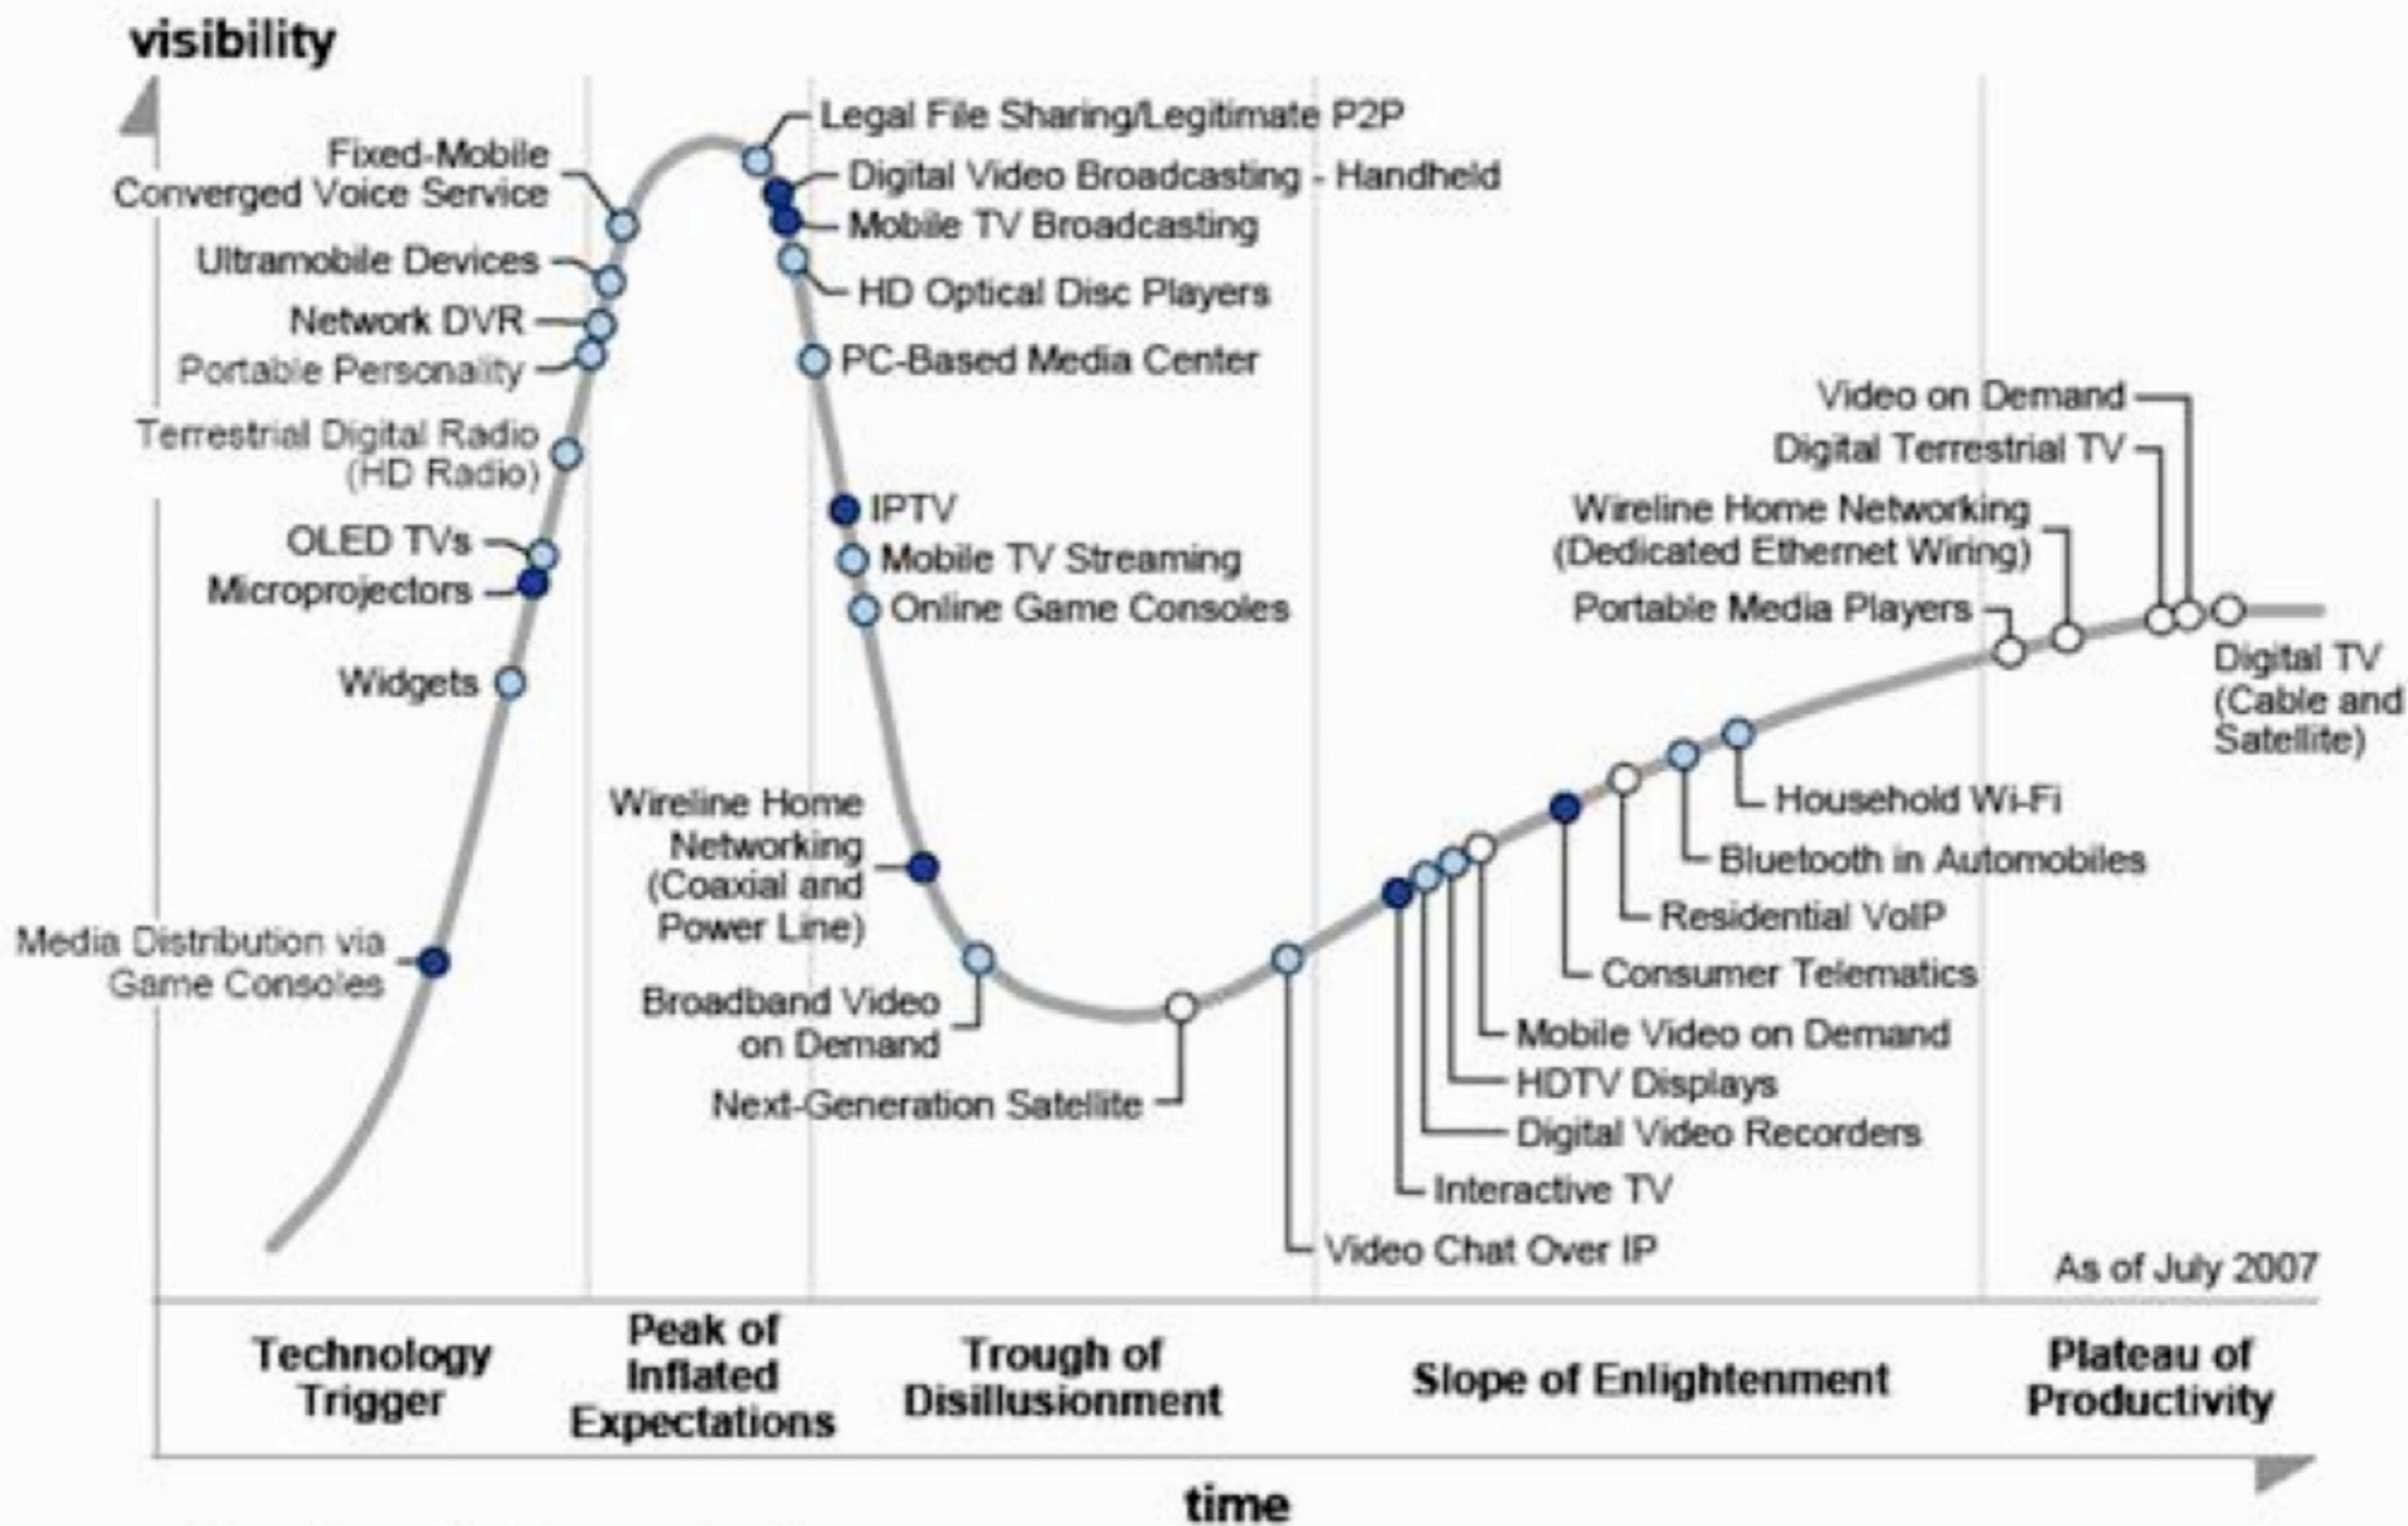 visibility
Legal File Sharing/Legitimate P2P
Fixed-Mobile
Converged Voice Service
Digital Video Broadcasting - Handheld
Mobile TV Broadcasting
Ultramobile Devices
HD Optical Disc Players
Network DVR
Portable Personality
PC-Based Media Center
Terrestrial Digital Radio
(HD Radio)
IPTV
OLED TVs
Mobile TV Streaming
Microprojectors
Online Game Consoles
Widgets
Video on Demand
Digital Terrestrial TV
Wireline Home Networking
(Dedicated Ethernet Wiring)
Portable Media Players
Digital TV
(Cable and
Satellite)
Wireline Home
Networking
(Coaxial and
Power Line)
Household Wi-Fi
Bluetooth in Automobiles
Residential VoIP
Media Distribution via
Game Consoles
Consumer Telematics
Broadband Video
on Demand
Mobile Video on Demand
HDTV Displays
Next-Generation Satellite
Digital Video Recorders
Interactive TV
Video Chat Over IP
As of July 2007
Technology
Trigger
Peak of
Inflated
Expectations
Trough of
Disillusionment
Slope of Enlightenment
Plateau of
Productivity
time